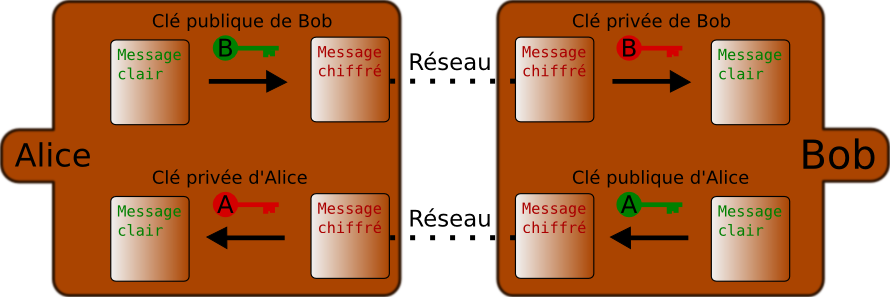 Clé publique de Bob
Message
clair
B
Message
chiffré
Réseau
Clé privée de Bob
Message
chiffré
B
Message
clair
Alice
Bob
Clé privée d'Alice
Message
clair
A
Message
chiffré
Réseau
Clé publique d'Alice
Message
chiffré
A
Message
clair